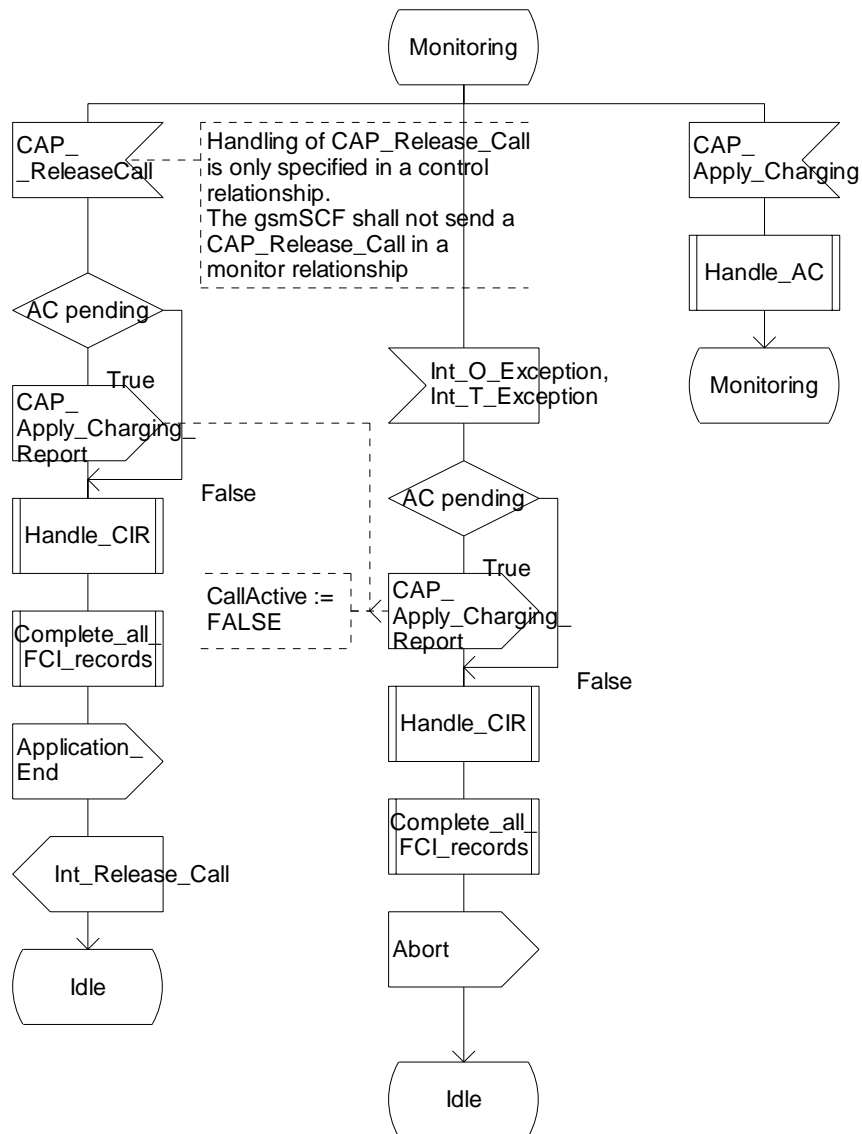 Monitoring
CAP_
_ReleaseCall
Handling of CAP_Release_Call
is only specified in a control
relationship.
The gsmSCF shall not send a
CAP_Release_Call in a
monitor relationship
CAP_
Apply_Charging
Handle_AC
Monitoring
AC pending
True
CAP_
Apply_Charging_
Report
False
Handle_CIR
Complete_all_
FCI_records
Application_
End
Int_Release_Call
Idle
Int_O_Exception,
Int_T_Exception
AC pending
True
CallActive :=
FALSE
CAP_
Apply_Charging_
Report
False
Handle_CIR
Complete_all_
FCI_records
Abort
Idle